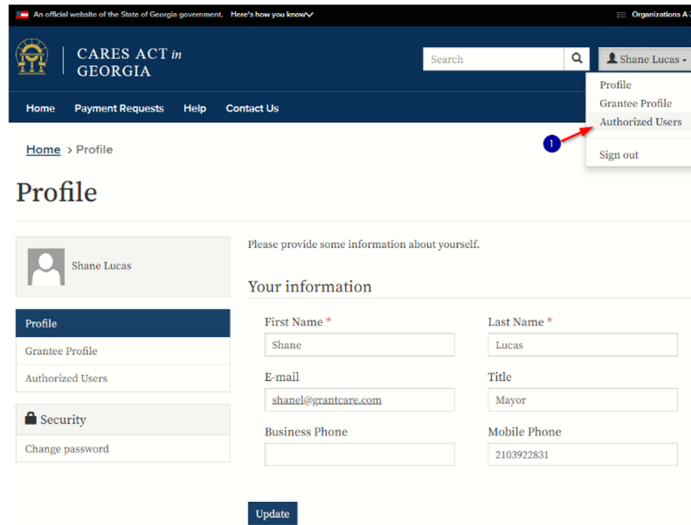 An official website of the State of Georgia government. Here's how you know
Organizations A
CARES ACT in
GEORGIA
Search
Shane Lucas
Profile
Grantee Profile
Authorized Users
Sign out
Home Payment Requests Help Contact Us
1
Home > Profile
Profile
Shane Lucas
Please provide some information about yourself.
Your information
Profile
Grantee Profile
Authorized Users
Security
Change password
First Name *
Last Name *
Shane
Lucas
E-mail
Title
shanel@grantcare.com
Mayor
Business Phone
Mobile Phone
2103922831
Update